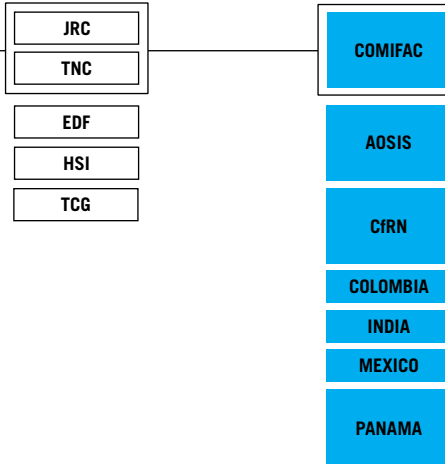 JRC
TNC
EDF
HSI
TCG
COMIFAC
AOSIS
CfRN
COLOMBIA
INDIA
MEXICO
PANAMA